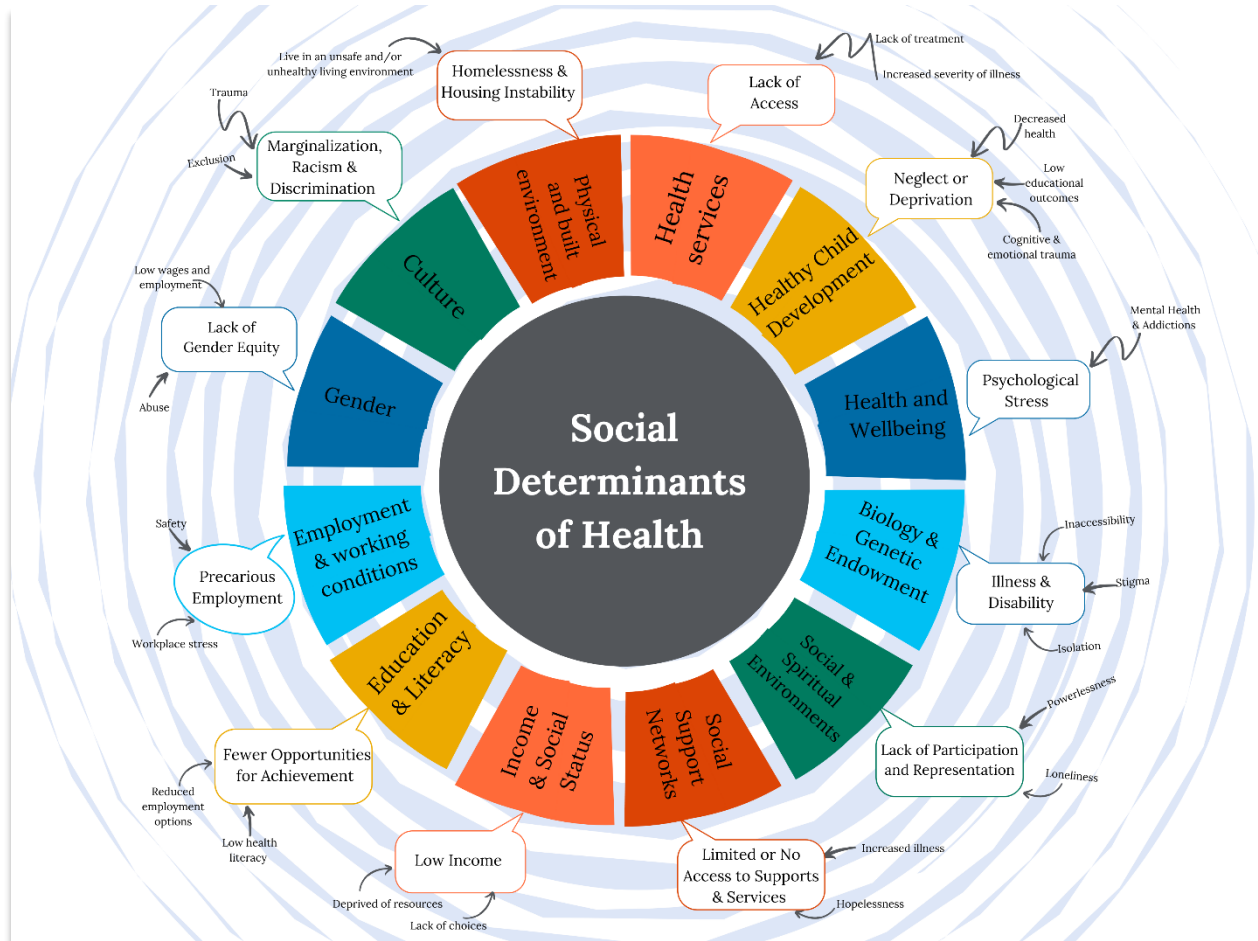 Social
Determinants
of Health
Health
services
Lack of
Access
Lack of treatment
Increased severity of illness
Healthy Child
Development
Neglect or
Deprivation
Decreased
health
Low
educational
outcomes
Cognitive &
emotional trauma
Health and
Wellbeing
Psychological
Stress
Mental Health
& Addictions
Biology &
Genetic
Endowment
Illness &
Disability
Inaccessibility
Stigma
Isolation
Social &
Spiritual
Environments
Lack of Participation
and Representation
Powerlessness
Loneliness
Social
Support
Networks
Limited or No
Access to Supports
& Services
Increased illness
Hopelessness
Income
& Social
Status
Low Income
Deprived of resources
Lack of choices
Education
& Literacy
Fewer Opportunities
for Achievement
Reduced
employment
options
Low health
literacy
Employment
& working
conditions
Precarious
Employment
Safety
Workplace stress
Gender
Lack of
Gender Equity
Low wages and
employment
Abuse
Culture
Marginalization,
Racism &
Discrimination
Trauma
Exclusion
Physical
and built
environment
Homelessness &
Housing Instability
Live in an unsafe and/or
unhealthy living environment